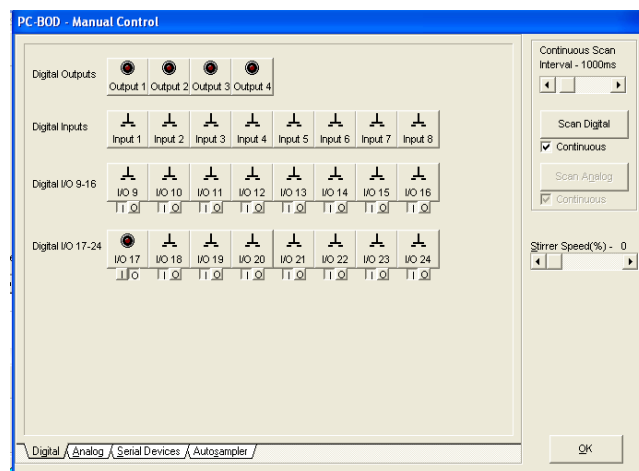 PC-BOD - Manual Control
Digital Outputs
Output 1 Output 2 Output 3 Output 4
Digital Inputs
Input 1 Input 2 Input 3 Input 4 Input 5 Input 6 Input 7 Input 8
Digital I/O 9-16
I/O 9 I/O 10 I/O 11 I/O 12 I/O 13 I/O 14 I/O 15 I/O 16
I O I O I O I O I O I O I O I O
Digital I/O 17-24
I/O 17 I/O 18 I/O 19 I/O 20 I/O 21 I/O 22 I/O 23 I/O 24
I O I O I O I O I O I O I O I O
Digital Analog Serial Devices Autosampler
Continuous Scan
Interval - 1000ms
Scan Digital
Continuous
Scan Analog
Continuous
Stirrer Speed(%) - 0
OK